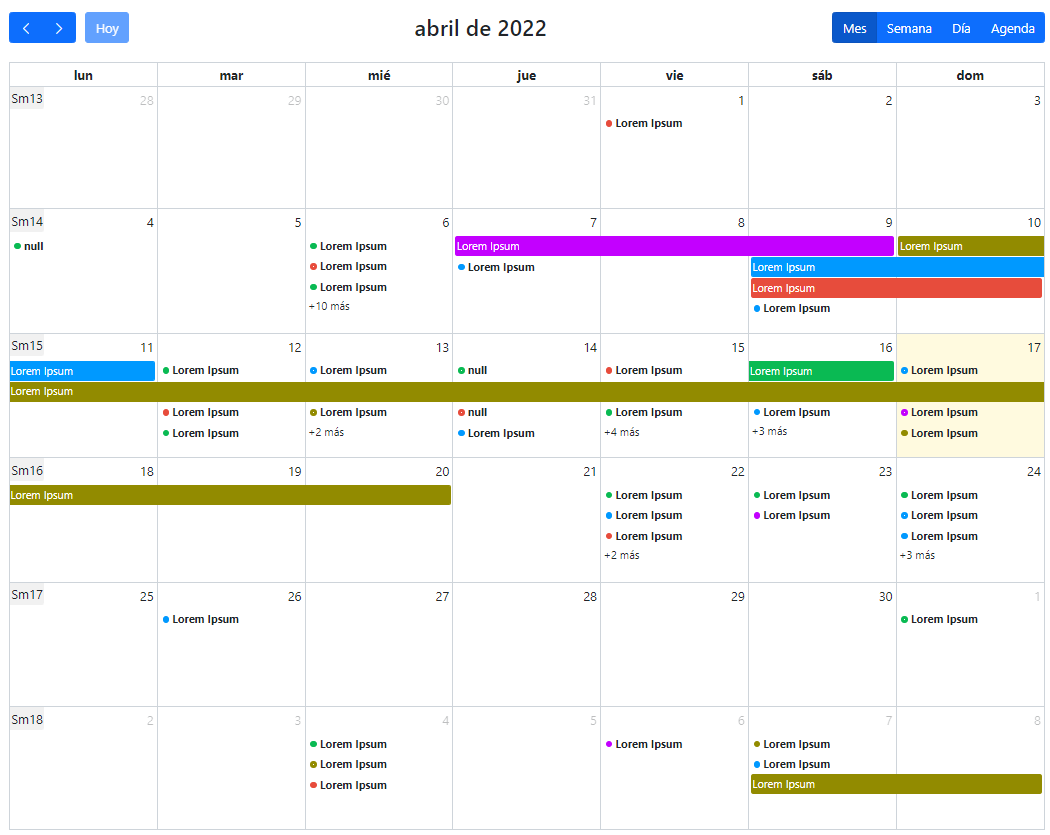 Hoy abril de 2022 Mes Semana Día Agenda
lun mar mié jue vie sáb dom
Sm13 28 29 30 31 1 2 3
Lorem Ipsum
Sm14 4 5 6 7 8 9 10
null Lorem Ipsum Lorem Ipsum Lorem Ipsum
Lorem Ipsum Lorem Ipsum Lorem Ipsum
Lorem Ipsum Lorem Ipsum
+10 más Lorem Ipsum
Sm15 11 12 13 14 15 16 17
Lorem Ipsum Lorem Ipsum Lorem Ipsum null Lorem Ipsum Lorem Ipsum Lorem Ipsum
Lorem Ipsum
Lorem Ipsum Lorem Ipsum null Lorem Ipsum Lorem Ipsum Lorem Ipsum
Lorem Ipsum +2 más Lorem Ipsum +4 más +3 más Lorem Ipsum
Sm16 18 19 20 21 22 23 24
Lorem Ipsum Lorem Ipsum Lorem Ipsum Lorem Ipsum
Lorem Ipsum Lorem Ipsum Lorem Ipsum
Lorem Ipsum Lorem Ipsum
+2 más +3 más
Sm17 25 26 27 28 29 30 1
Lorem Ipsum Lorem Ipsum
Sm18 2 3 4 5 6 7 8
Lorem Ipsum Lorem Ipsum Lorem Ipsum
Lorem Ipsum Lorem Ipsum
Lorem Ipsum Lorem Ipsum